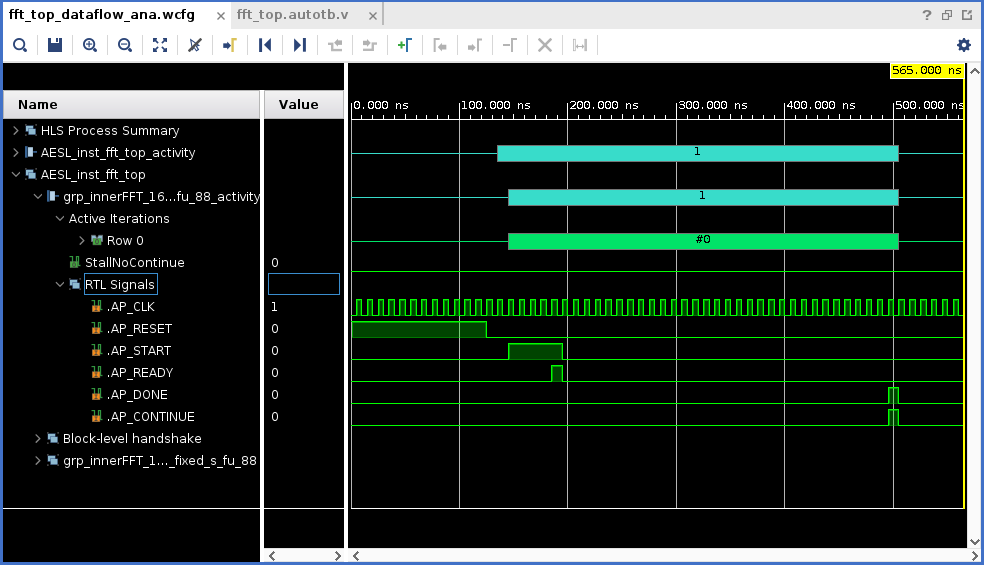 fft_top_dataflow_ana.wcfg × fft_top.autotb.v ×
565.000 ns
Name Value 0.000 ns 100.000 ns 200.000 ns 300.000 ns 400.000 ns 500.000 ns
HLS Process Summary
AESL_inst_fft_top_activity 1
AESL_inst_fft_top
grp_innerFFT_16...fu_88_activity 1
Active Iterations
Row 0 #0
StallNoContinue 0
RTL Signals
.AP_CLK 1
.AP_RESET 0
.AP_START 0
.AP_READY 0
.AP_DONE 0
.AP_CONTINUE 0
Block-level handshake
grp_innerFFT_1..._fixed_s_fu_88